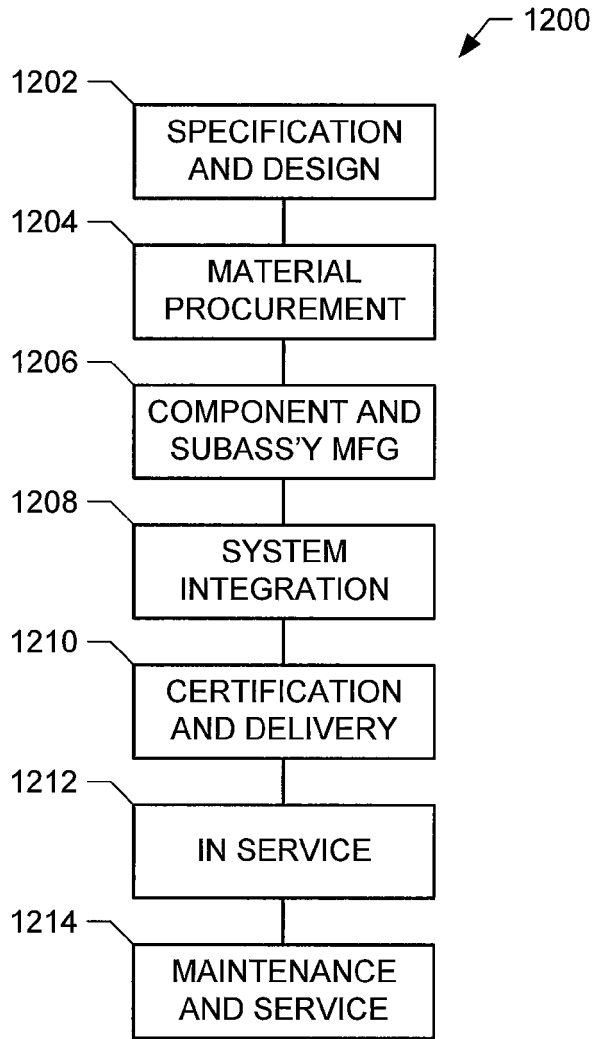 1200
1202
SPECIFICATION
AND DESIGN
1204
MATERIAL
PROCUREMENT
1206
COMPONENT AND
SUBASS'Y MFG
1208
SYSTEM
INTEGRATION
1210
CERTIFICATION
AND DELIVERY
1212
IN SERVICE
1214
MAINTENANCE
AND SERVICE